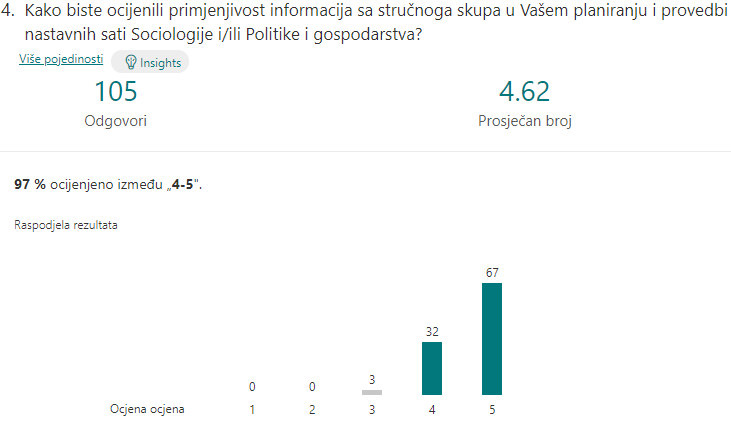 4. Kako biste ocijenili primjenjivost informacija sa stručnoga skupa u Vašem planiranju i provedbi
nastavnih sati Sociologije i/ili Politike i gospodarstva?
Više pojedinosti
Insights
105
4.62
Odgovori
Prosječan broj
97 % ocijenjeno između „4-5".
Raspodjela rezultata
67
32
3
0
0
Ocjena ocjena
1
2
3
4
5